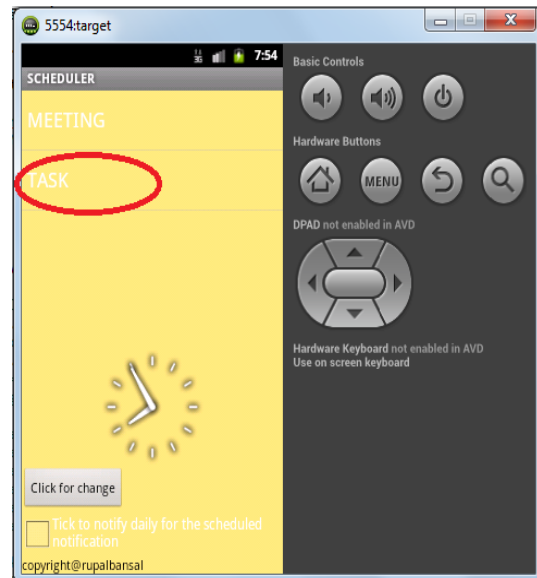 5554:target
3G 7:54
SCHEDULER
MEETING
TASK
Click for change
Tick to notify daily for the scheduled
notification
copyright@rupalbansal
Basic Controls
Hardware Buttons
MENU
DPAD not enabled in AVD
Hardware Keyboard not enabled in AVD
Use on screen keyboard